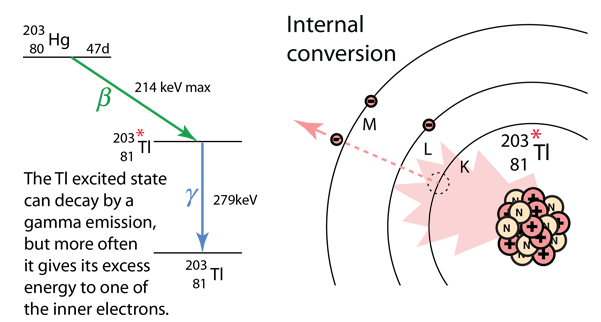 203
80 Hg 47d
β
214 keV max
203 *
81 Tl
γ
279keV
203
81 Tl
The Tl excited state
can decay by a
gamma emission,
but more often
it gives its excess
energy to one of
the inner electrons.
Internal
conversion
M
L
K
203 *
81 Tl
N
N
N
N
N
N